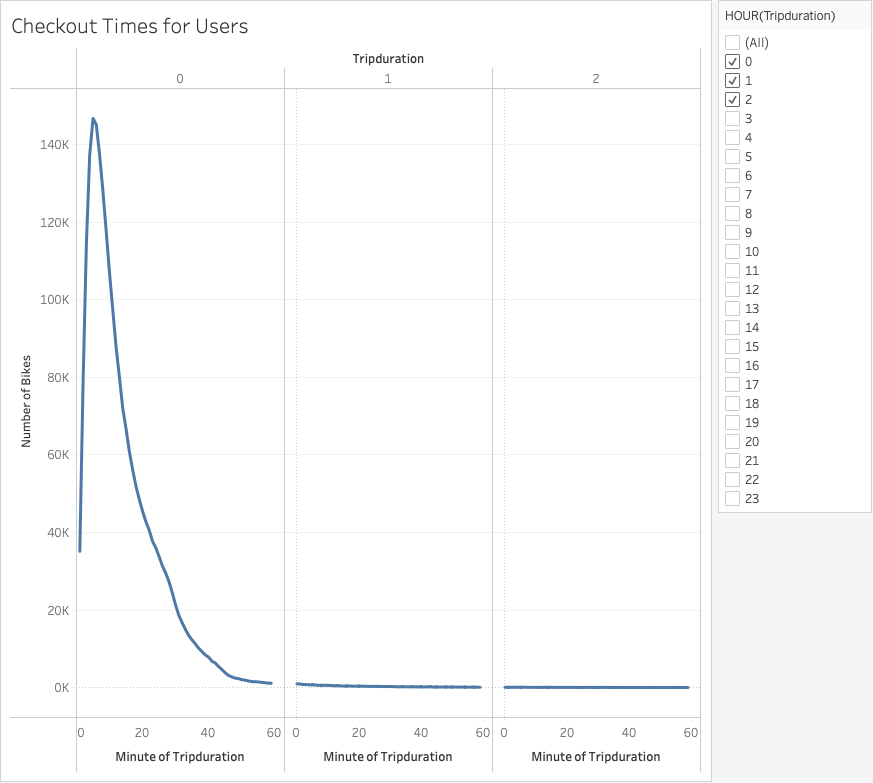 Checkout Times for Users
Tripduration
0 1 2
140K
120K
100K
80K
60K
40K
20K
0K
Number of Bikes
0 20 40 60 0 20 40 60 0 20 40 60
Minute of Tripduration Minute of Tripduration Minute of Tripduration
HOUR(Tripduration)
(All)
0
1
2
3
4
5
6
7
8
9
10
11
12
13
14
15
16
17
18
19
20
21
22
23